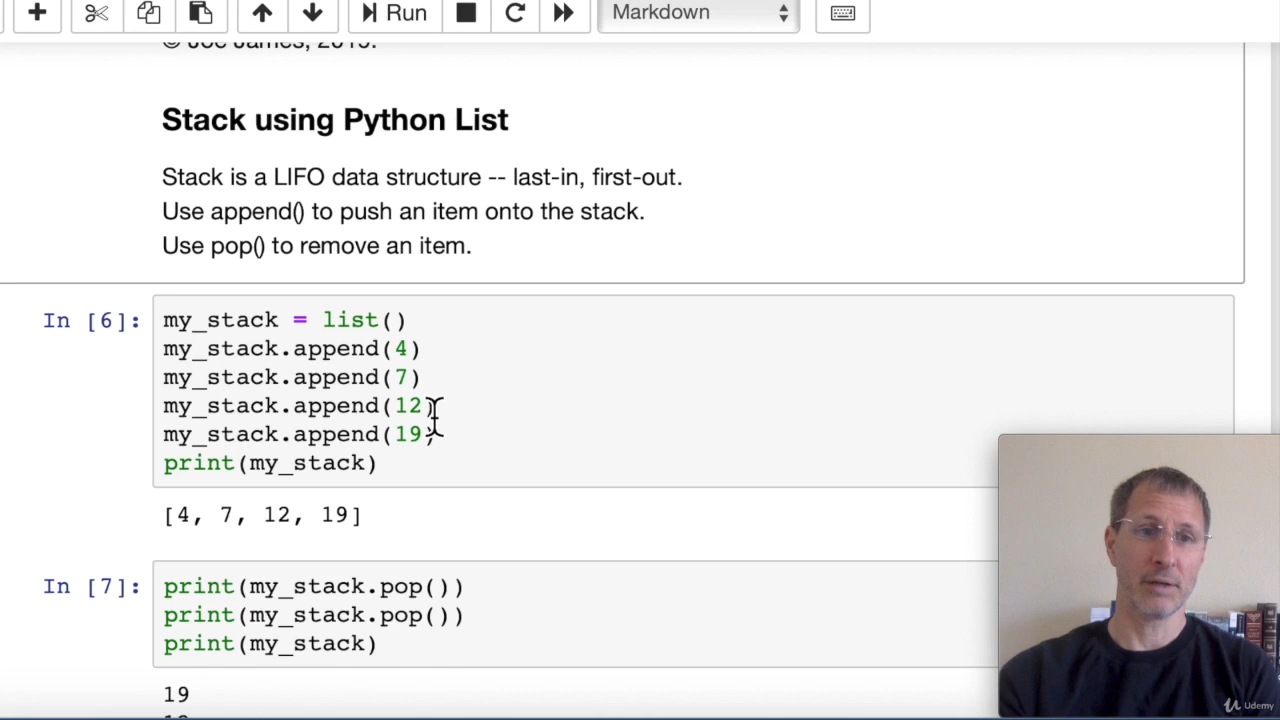 Run
Markdown
© Joe James, 2019.
Stack using Python List
Stack is a LIFO data structure -- last-in, first-out.
Use append() to push an item onto the stack.
Use pop() to remove an item.
In [6]:
my_stack = list()
my_stack.append(4)
my_stack.append(7)
my_stack.append(12)
my_stack.append(19)
print(my_stack)
[4, 7, 12, 19]
In [7]:
print(my_stack.pop())
print(my_stack.pop())
print(my_stack)
19
Udemy